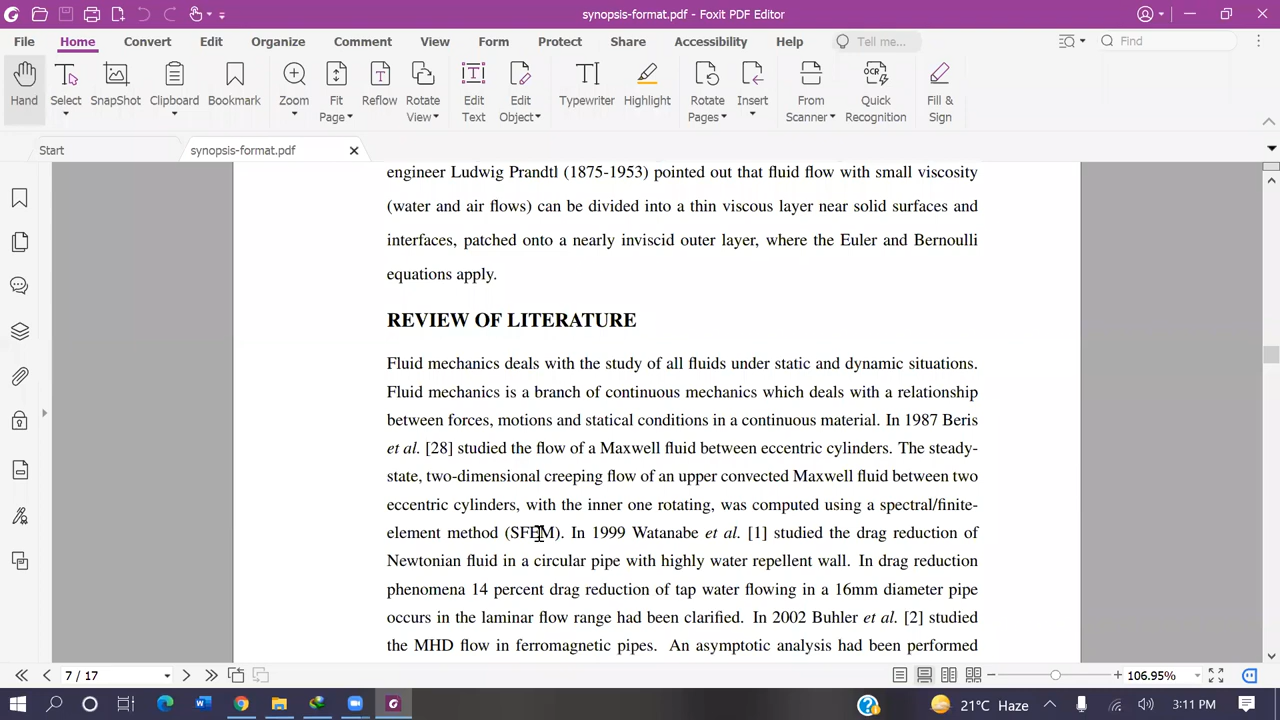 synopsis-format.pdf - Foxit PDF Editor
File Home Convert Edit Organize Comment View Form Protect Share Accessibility Help Tell me... Find
Hand Select SnapShot Clipboard Bookmark Zoom Fit Page Reflow Rotate View Edit Text Edit Object Typewriter Highlight Rotate Pages Insert From Scanner OCR Quick Recognition Fill & Sign
Start synopsis-format.pdf
engineer Ludwig Prandtl (1875-1953) pointed out that fluid flow with small viscosity
(water and air flows) can be divided into a thin viscous layer near solid surfaces and
interfaces, patched onto a nearly inviscid outer layer, where the Euler and Bernoulli
equations apply.
REVIEW OF LITERATURE
Fluid mechanics deals with the study of all fluids under static and dynamic situations.
Fluid mechanics is a branch of continuous mechanics which deals with a relationship
between forces, motions and statical conditions in a continuous material. In 1987 Beris
et al. [28] studied the flow of a Maxwell fluid between eccentric cylinders. The steady-
state, two-dimensional creeping flow of an upper convected Maxwell fluid between two
eccentric cylinders, with the inner one rotating, was computed using a spectral/finite-
element method (SFEM). In 1999 Watanabe et al. [1] studied the drag reduction of
Newtonian fluid in a circular pipe with highly water repellent wall. In drag reduction
phenomena 14 percent drag reduction of tap water flowing in a 16mm diameter pipe
occurs in the laminar flow range had been clarified. In 2002 Buhler et al. [2] studied
the MHD flow in ferromagnetic pipes. An asymptotic analysis had been performed
7 / 17 106.95%
21°C Haze 3:11 PM